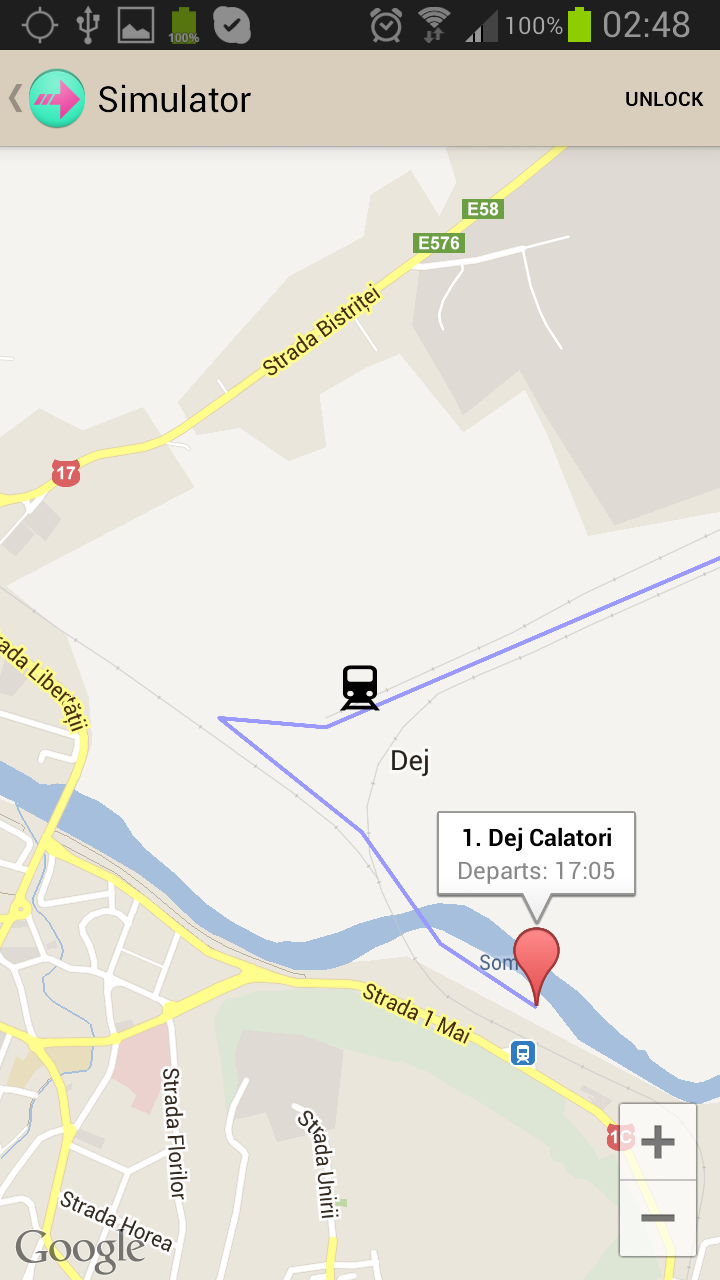 100%
100%
02:48
Simulator
UNLOCK
E58
E576
Strada Bistriței
17
rada Libertății
Dej
1. Dej Calatori
Departs: 17:05
Som
Strada 1 Mai
1C
Strada Florilor
Strada Unirii
Strada Horea
Google
+
−